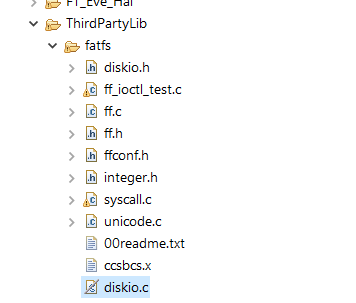 FT_Eve_Hal
ThirdPartyLib
fatfs
diskio.h
ff_ioctl_test.c
ff.c
ff.h
ffconf.h
integer.h
syscall.c
unicode.c
00readme.txt
ccsbcs.x
diskio.c